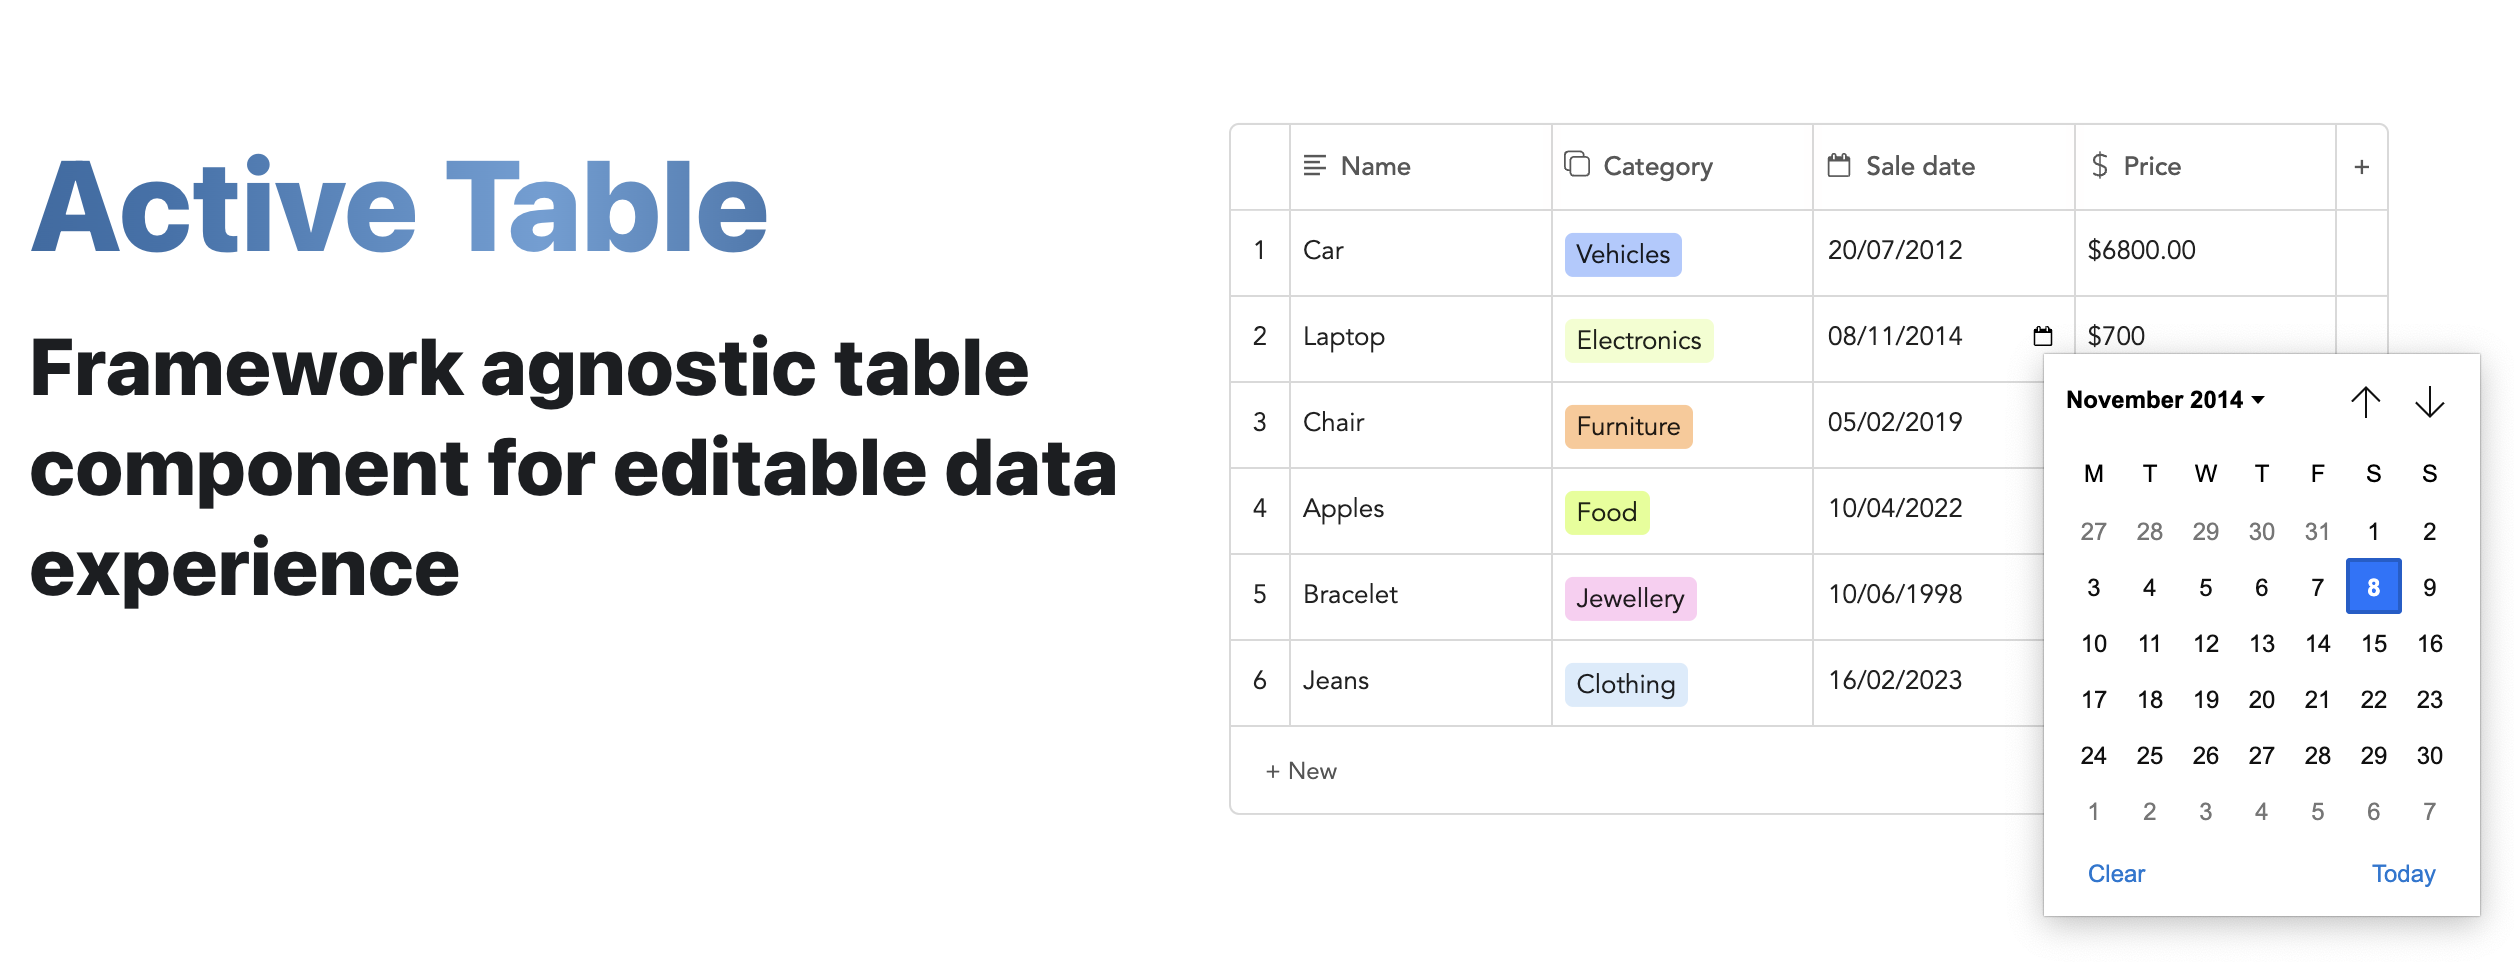 Active Table
Framework agnostic table
component for editable data
experience
Name Category Sale date $ Price +
1 Car Vehicles 20/07/2012 $6800.00
2 Laptop Electronics 08/11/2014 $700
3 Chair Furniture 05/02/2019
4 Apples Food 10/04/2022
5 Bracelet Jewellery 10/06/1998
6 Jeans Clothing 16/02/2023
+ New
November 2014
M T W T F S S
27 28 29 30 31 1 2
3 4 5 6 7 8 9
10 11 12 13 14 15 16
17 18 19 20 21 22 23
24 25 26 27 28 29 30
1 2 3 4 5 6 7
Clear Today